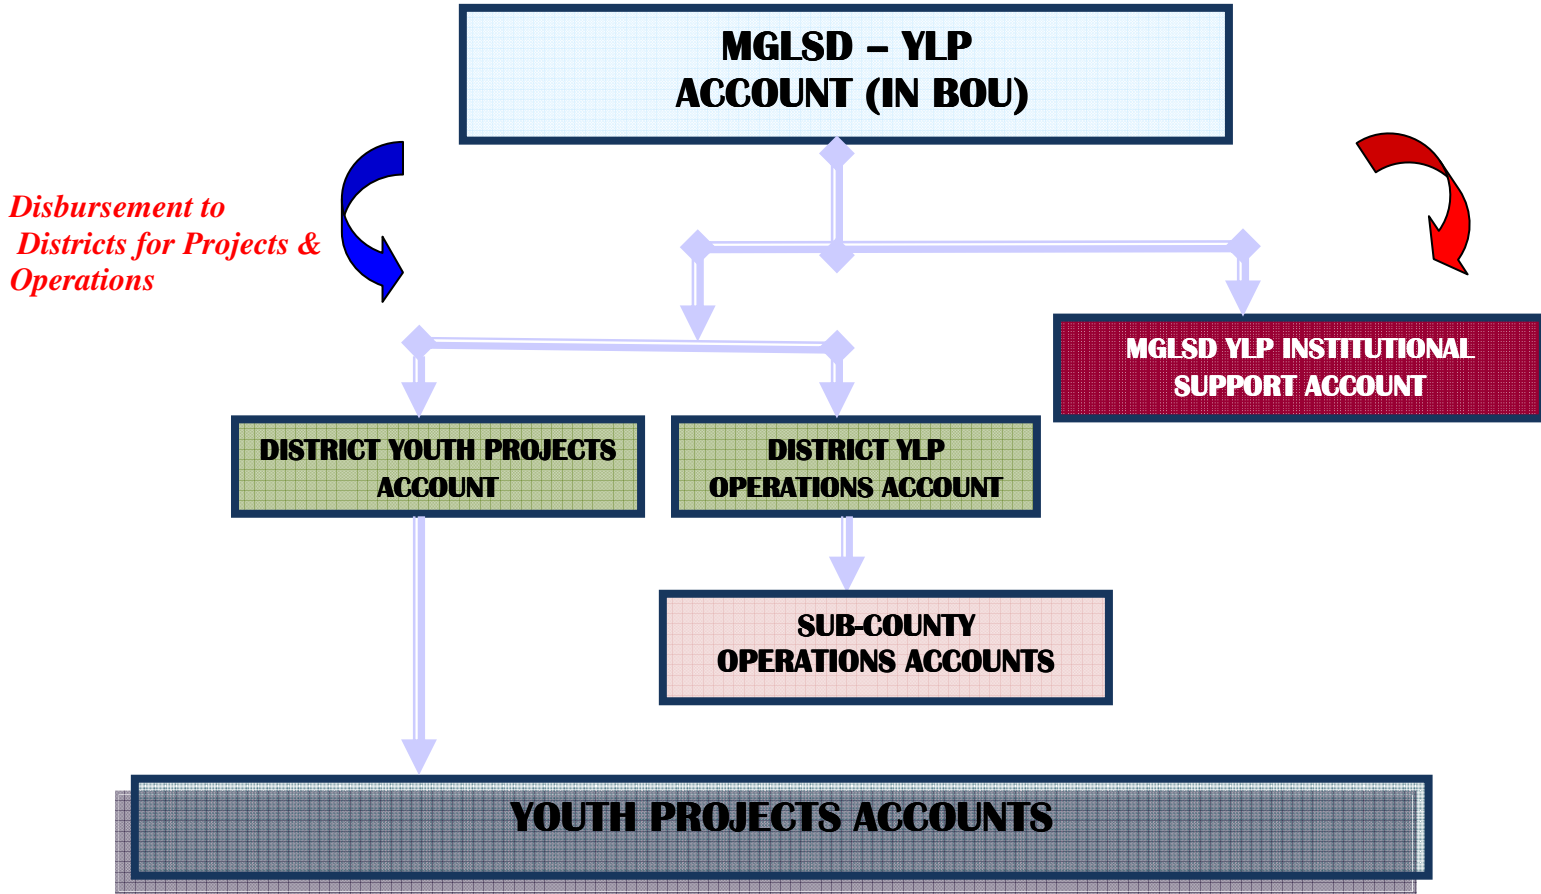 MGLSD – YLP
ACCOUNT (IN BOU)
Disbursement to
Districts for Projects &
Operations
MGLSD YLP INSTITUTIONAL
SUPPORT ACCOUNT
DISTRICT YOUTH PROJECTS
ACCOUNT
DISTRICT YLP
OPERATIONS ACCOUNT
SUB-COUNTY
OPERATIONS ACCOUNTS
YOUTH PROJECTS ACCOUNTS